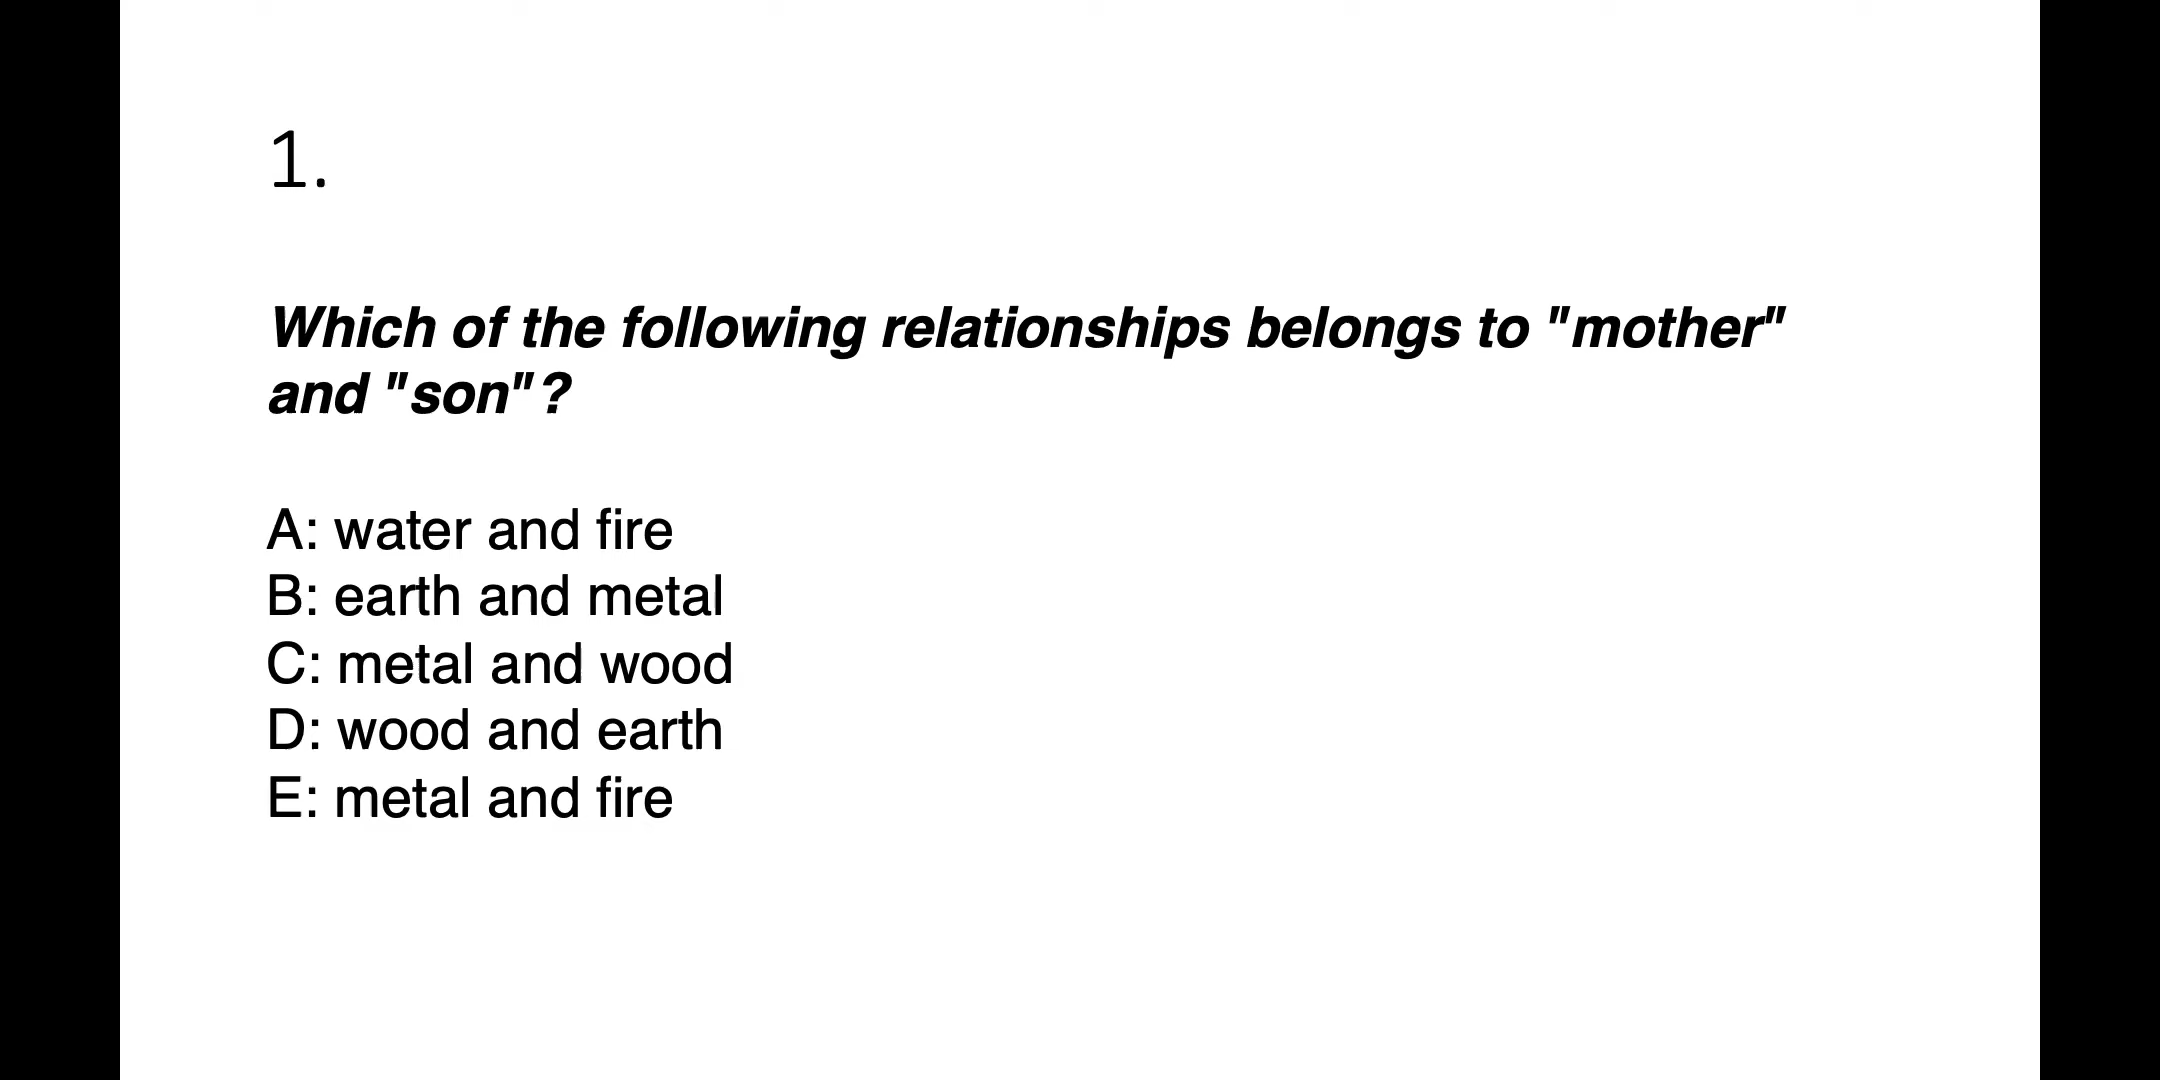 1.
Which of the following relationships belongs to "mother"
and "son"?
A: water and fire
B: earth and metal
C: metal and wood
D: wood and earth
E: metal and fire